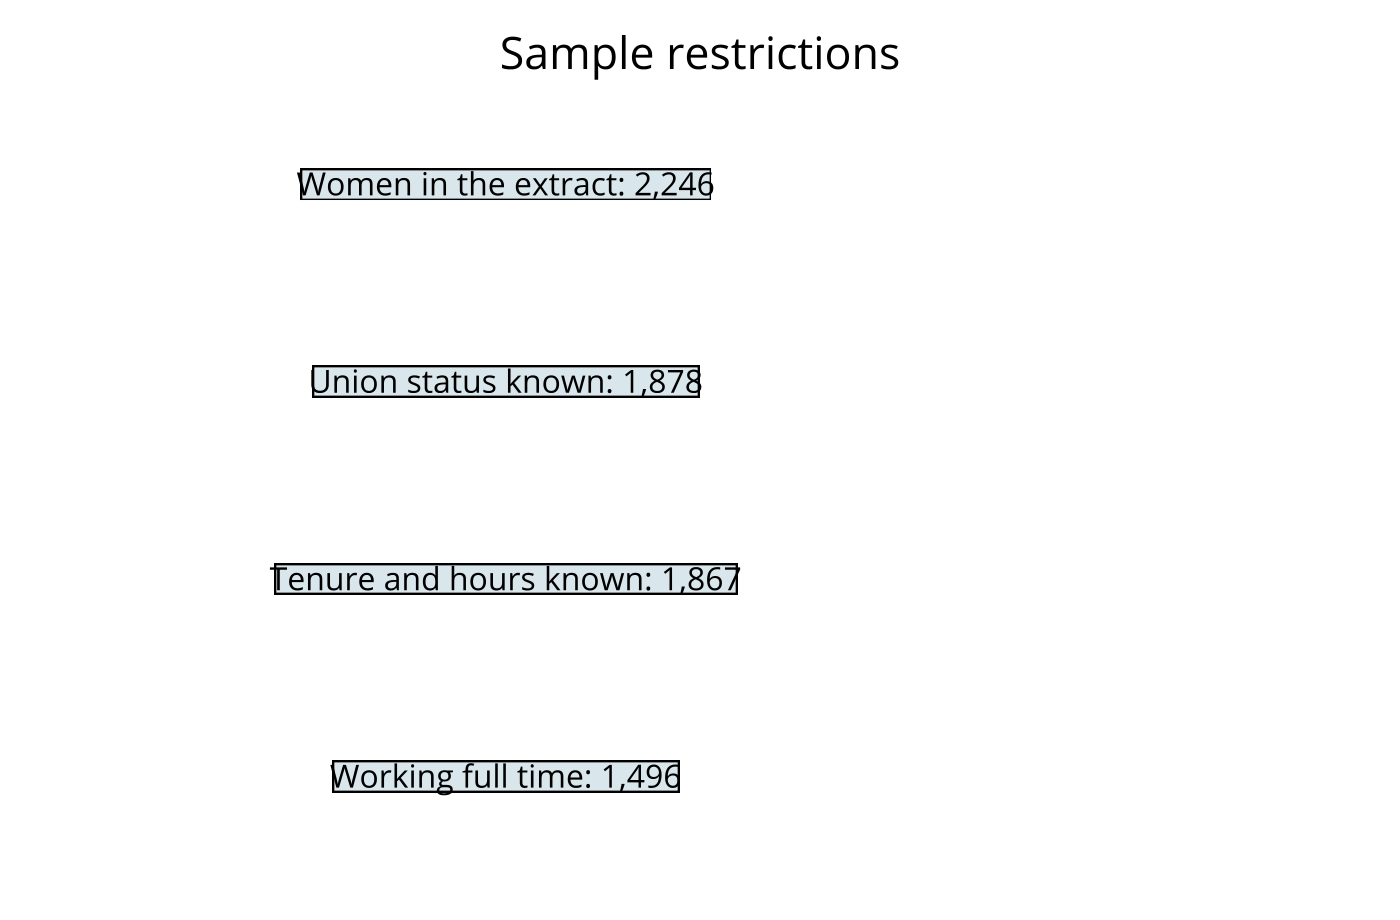 Sample restrictions
Women in the extract: 2,246
Union status known: 1,878
Tenure and hours known: 1,867
Working full time: 1,496